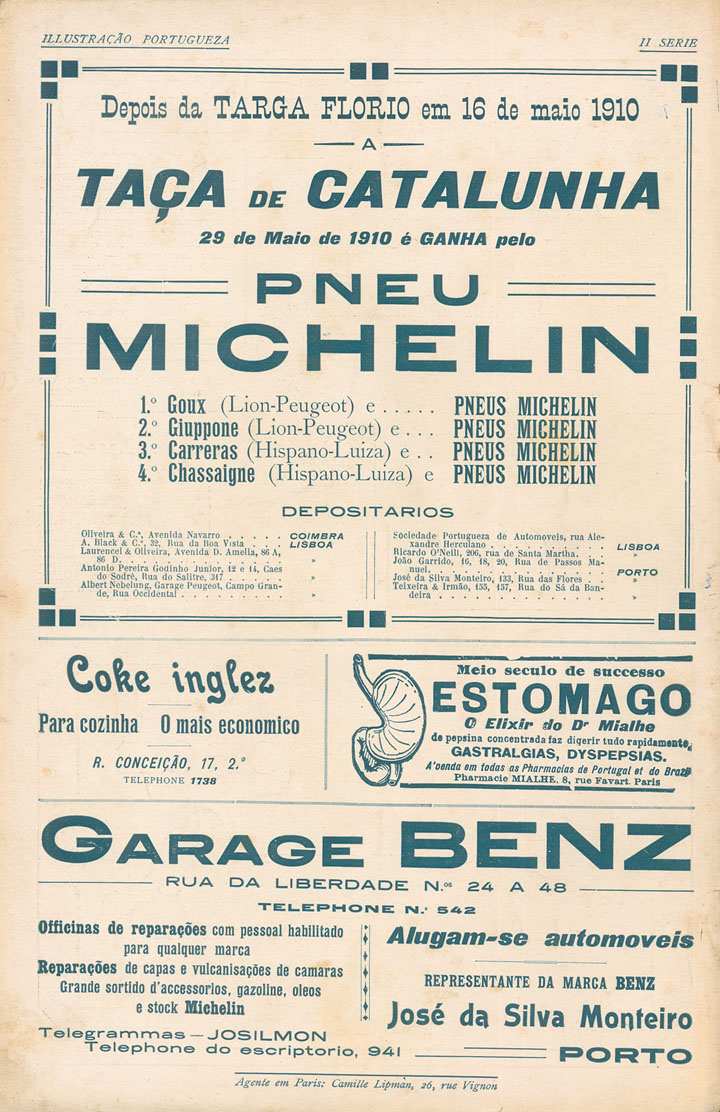 ILLUSTRAÇÃO PORTUGUEZA
II SERIE
Depois da TARGA FLORIO em 16 de maio 1910
A
TAÇA DE CATALUNHA
29 de Maio de 1910 é GANHA pelo
PNEU
MICHELIN
1.º Goux (Lion-Peugeot) e . . . . . PNEUS MICHELIN
2.º Giuppone (Lion-Peugeot) e . . . PNEUS MICHELIN
3.º Carreras (Hispano-Luiza) e . . PNEUS MICHELIN
4.º Chassaigne (Hispano-Luiza) e PNEUS MICHELIN
DEPOSITARIOS
Oliveira & C.ª, Avenida Navarro . . . . . COIMBRA
A. Black & C.ª, 32, Rua da Boa Vista . . . . LISBOA
Laurencel & Oliveira, Avenida D. Amelia, 86 A,
86 D. . . . . . . . . . . . . . . »
Antonio Pereira Godinho Junior, 12 e 14, Caes
do Sodré, Rua do Salitre, 317 . . . . . . »
Albert Nebelung, Garage Peugeot, Campo Gran-
de, Rua Occidental . . . . . . . . . . »
Sociedade Portugueza de Automoveis, rua Ale-
xandre Herculano . . . . . . . . . . LISBOA
Ricardo O'Neill, 206, rua de Santa Martha. . . »
João Garrido, 16, 18, 20, Rua de Passos Ma-
nuel. . . . . . . . . . . . . . . PORTO
José da Silva Monteiro, 133, Rua das Flores . . »
Teixeira & Irmão, 155, 157, Rua do Sá da Ban-
deira . . . . . . . . . . . . . . . »
Coke inglez
Para cozinha O mais economico
R. CONCEIÇÃO, 17, 2.º
TELEPHONE 1738
Meio seculo de successo
ESTOMAGO
O Elixir do Dr Mialhe
de pepsina concentrada faz digerir tudo rapidamente,
GASTRALGIAS, DYSPEPSIAS.
A'oenda em todas as Pharmacias de Portugal et do Brazil
Pharmacie MIALHE. 8, rue Favart. Paris
GARAGE BENZ
RUA DA LIBERDADE N.os 24 A 48
TELEPHONE N.º 542
Officinas de reparações com pessoal habilitado
para qualquer marca
Reparações de capas e vulcanisações de camaras
Grande sortido d'accessorios, gazoline, oleos
e stock Michelin
Telegrammas — JOSILMON
Telephone do escriptorio, 941
Alugam-se automoveis
REPRESENTANTE DA MARCA BENZ
José da Silva Monteiro
PORTO
Agente em Paris: Camille Lipman, 26, rue Vignon